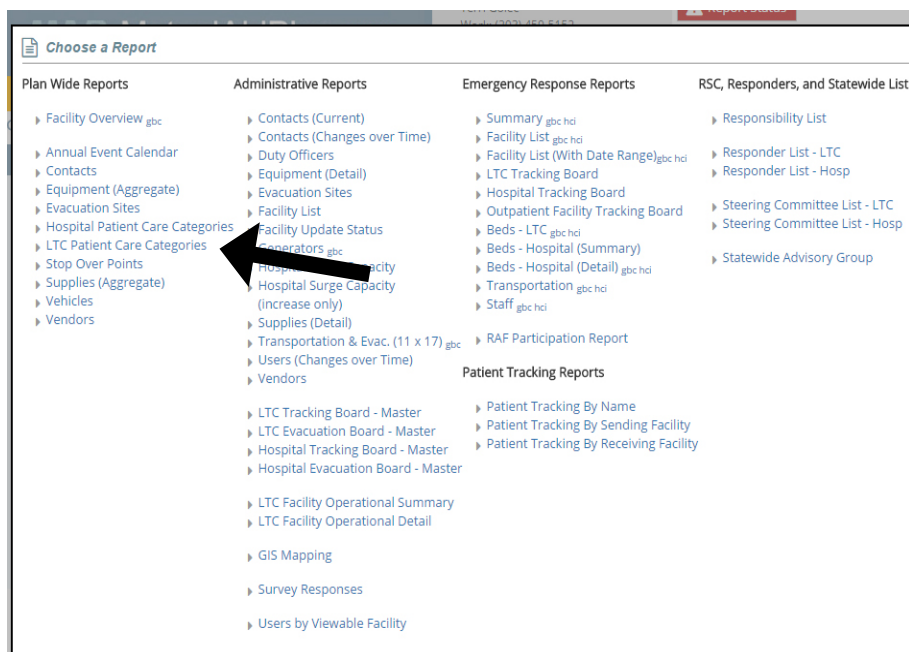 Report Status
Choose a Report
Plan Wide Reports
Facility Overview gbc
Annual Event Calendar
Contacts
Equipment (Aggregate)
Evacuation Sites
Hospital Patient Care Categories
LTC Patient Care Categories
Stop Over Points
Supplies (Aggregate)
Vehicles
Vendors
Administrative Reports
Contacts (Current)
Contacts (Changes over Time)
Duty Officers
Equipment (Detail)
Evacuation Sites
Facility List
Facility Update Status
Generators gbc
Hospital acity
Hospital Surge Capacity
(increase only)
Supplies (Detail)
Transportation & Evac. (11 x 17) gbc
Users (Changes over Time)
Vendors
LTC Tracking Board - Master
LTC Evacuation Board - Master
Hospital Tracking Board - Master
Hospital Evacuation Board - Master
LTC Facility Operational Summary
LTC Facility Operational Detail
GIS Mapping
Survey Responses
Users by Viewable Facility
Emergency Response Reports
Summary gbc hci
Facility List gbc hci
Facility List (With Date Range)gbc hci
LTC Tracking Board
Hospital Tracking Board
Outpatient Facility Tracking Board
Beds - LTC gbc hci
Beds - Hospital (Summary)
Beds - Hospital (Detail) gbc hci
Transportation gbc hci
Staff gbc hci
RAF Participation Report
Patient Tracking Reports
Patient Tracking By Name
Patient Tracking By Sending Facility
Patient Tracking By Receiving Facility
RSC, Responders, and Statewide List
Responsibility List
Responder List - LTC
Responder List - Hosp
Steering Committee List - LTC
Steering Committee List - Hosp
Statewide Advisory Group